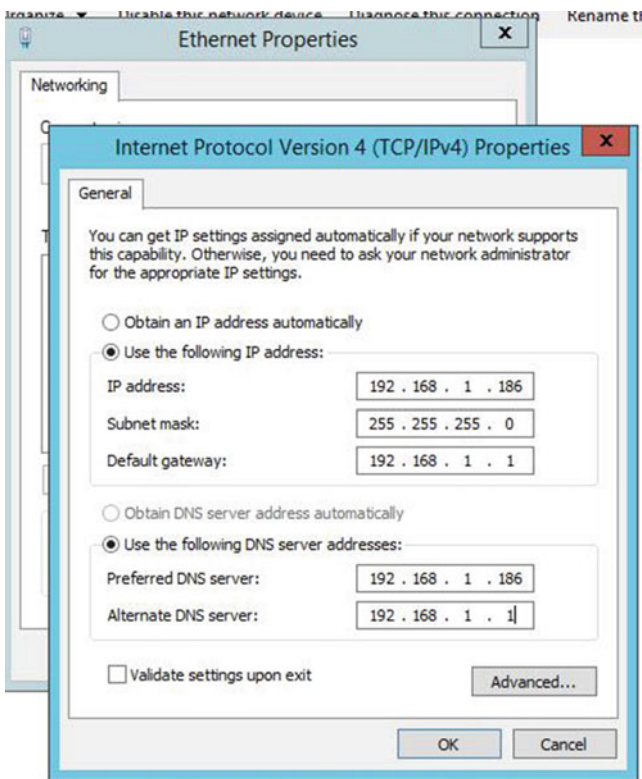 Disable this network device Diagnose this connection Rename
Ethernet Properties
x
Networking
Internet Protocol Version 4 (TCP/IPv4) Properties
x
General
You can get IP settings assigned automatically if your network supports
this capability. Otherwise, you need to ask your network administrator
for the appropriate IP settings.
Obtain an IP address automatically
Use the following IP address:
IP address: 192 . 168 . 1 . 186
Subnet mask: 255 . 255 . 255 . 0
Default gateway: 192 . 168 . 1 . 1
Obtain DNS server address automatically
Use the following DNS server addresses:
Preferred DNS server: 192 . 168 . 1 . 186
Alternate DNS server: 192 . 168 . 1 . 1
Validate settings upon exit
Advanced...
OK Cancel